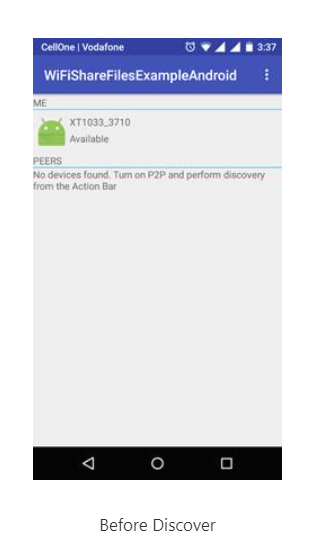 CellOne | Vodafone 3:37
WiFiShareFilesExampleAndroid
ME
XT1033_3710
Available
PEERS
No devices found. Turn on P2P and perform discovery
from the Action Bar
Before Discover